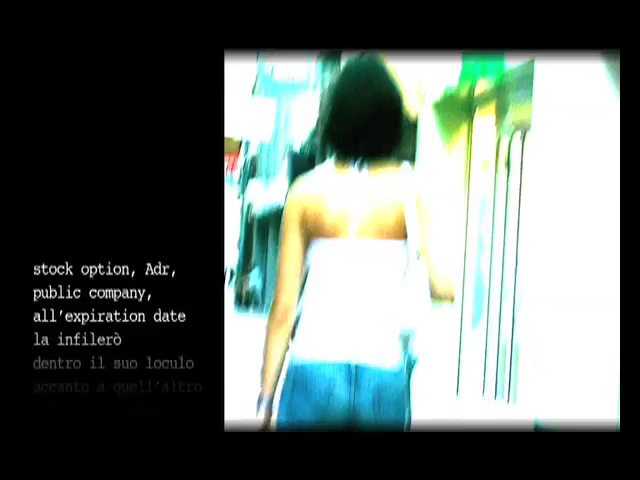 stock option, Adr,
public company,
all'expiration date
la infilerò
dentro il suo loculo
accanto a quell'altro